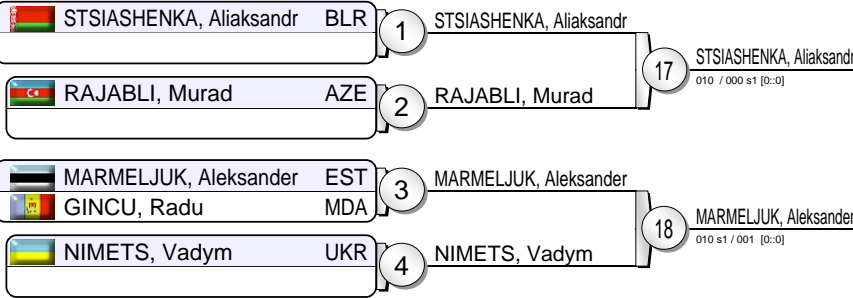 STSIASHENKA, Aliaksandr BLR
1
STSIASHENKA, Aliaksandr
17
STSIASHENKA, Aliaksandr
010 / 000 s1 [0::0]
RAJABLI, Murad AZE
2
RAJABLI, Murad
MARMELJUK, Aleksander EST
GINCU, Radu MDA
3
MARMELJUK, Aleksander
18
MARMELJUK, Aleksander
010 s1 / 001 [0::0]
NIMETS, Vadym UKR
4
NIMETS, Vadym